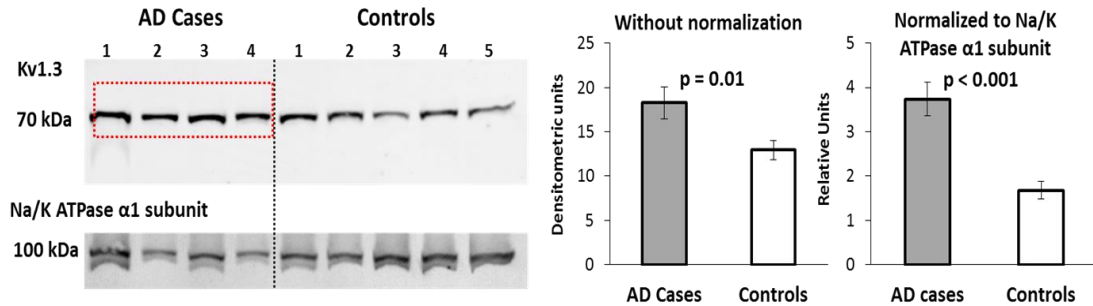 AD Cases
Controls
1 2 3 4 1 2 3 4 5
Kv1.3
70 kDa
Na/K ATPase α1 subunit
100 kDa
Without normalization
Densitometric units
25
20
15
10
5
0
p = 0.01
AD Cases Controls
Normalized to Na/K
ATPase α1 subunit
Relative Units
5
4
3
2
1
0
p < 0.001
AD cases Controls